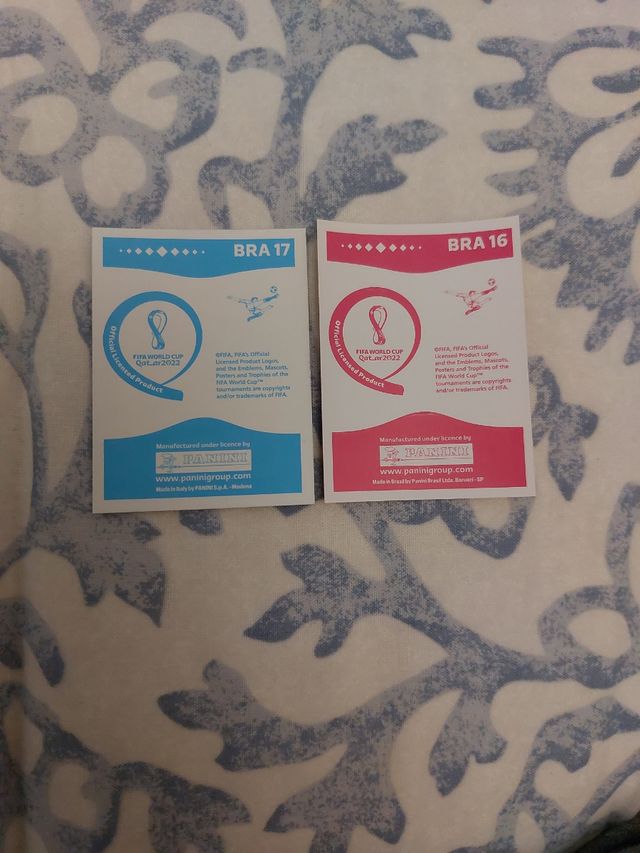 BRA 17
Official Licensed Product
FIFA WORLD CUP
Qatar2022
©FIFA, FIFA's Official
Licensed Product Logos,
and the Emblems, Mascots,
Posters and Trophies of the
FIFA World Cup™
tournaments are copyrights
and/or trademarks of FIFA.
Manufactured under licence by
PANINI
www.paninigroup.com
Made in Italy by PANINI S.p.A. - Modena
BRA 16
Official Licensed Product
FIFA WORLD CUP
Qatar2022
©FIFA, FIFA's Official
Licensed Product Logos,
and the Emblems, Mascots,
Posters and Trophies of the
FIFA World Cup™
tournaments are copyrights
and/or trademarks of FIFA.
Manufactured under licence by
PANINI
www.paninigroup.com
Made in Brasil by Panini Brasil Ltda. Barueri - SP